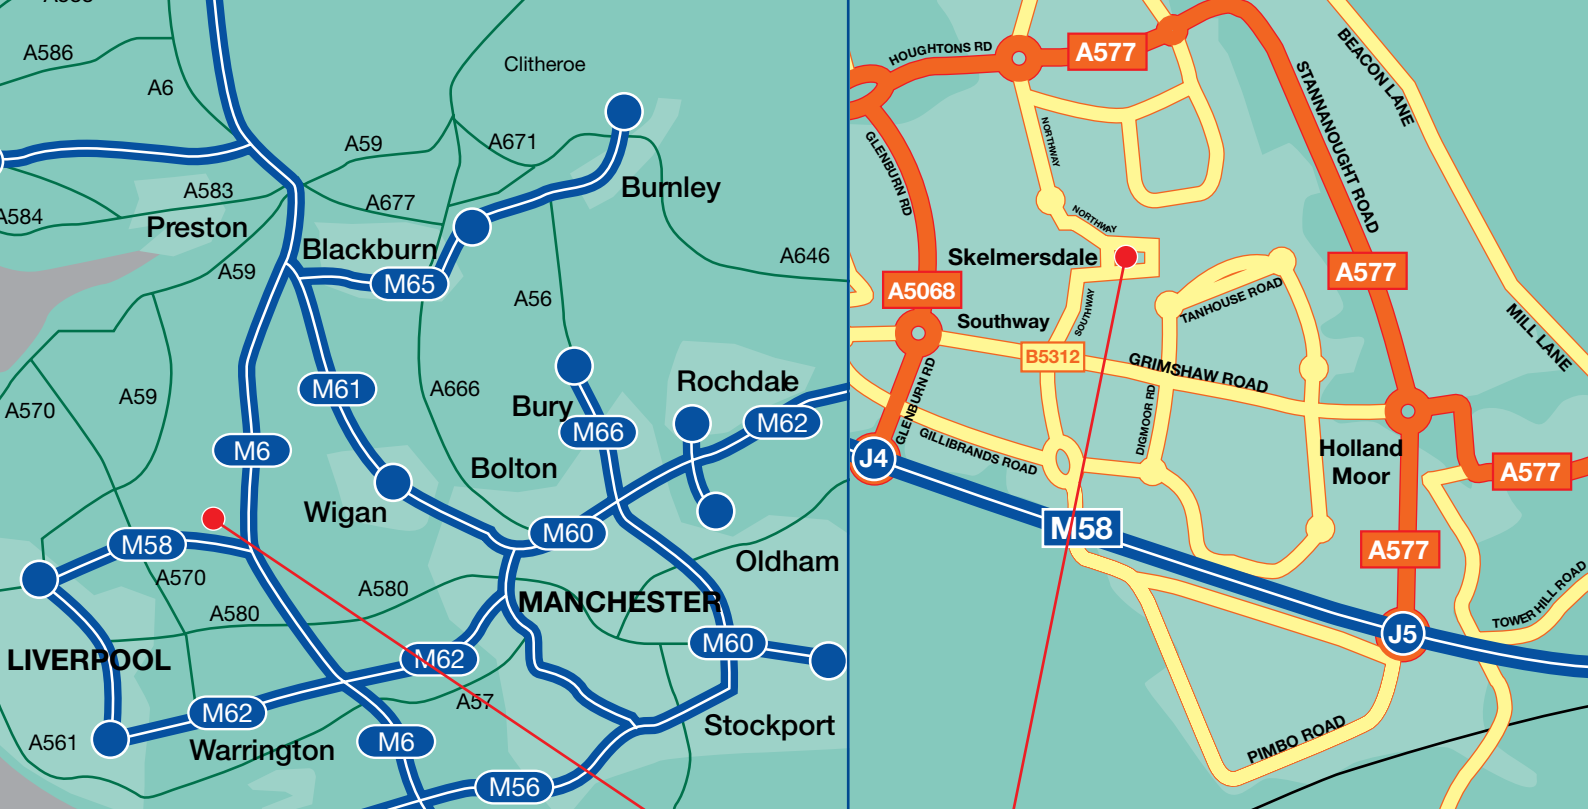 A586
A6
Clitheroe
A59
A671
A583
A677
A584
Burnley
Preston
Blackburn
A59
M65
A646
A56
M61
A666
Rochdale
A59
A570
Bury
M66
M62
M6
Bolton
Wigan
M60
M58
Oldham
A570
A580
A580
MANCHESTER
M60
LIVERPOOL
M62
A57
M62
Stockport
A561
Warrington
M6
M56
HOUGHTONS RD
A577
BEACON LANE
STANNANOUGHT ROAD
NORTHWAY
GLENBURN RD
NORTHWAY
Skelmersdale
A577
A5068
TANHOUSE ROAD
SOUTHWAY
Southway
MILL LANE
B5312
GRIMSHAW ROAD
GLENBURN RD
DIGMOOR RD
GILLIBRANDS ROAD
J4
Holland
Moor
A577
M58
A577
TOWER HILL ROAD
J5
PIMBO ROAD